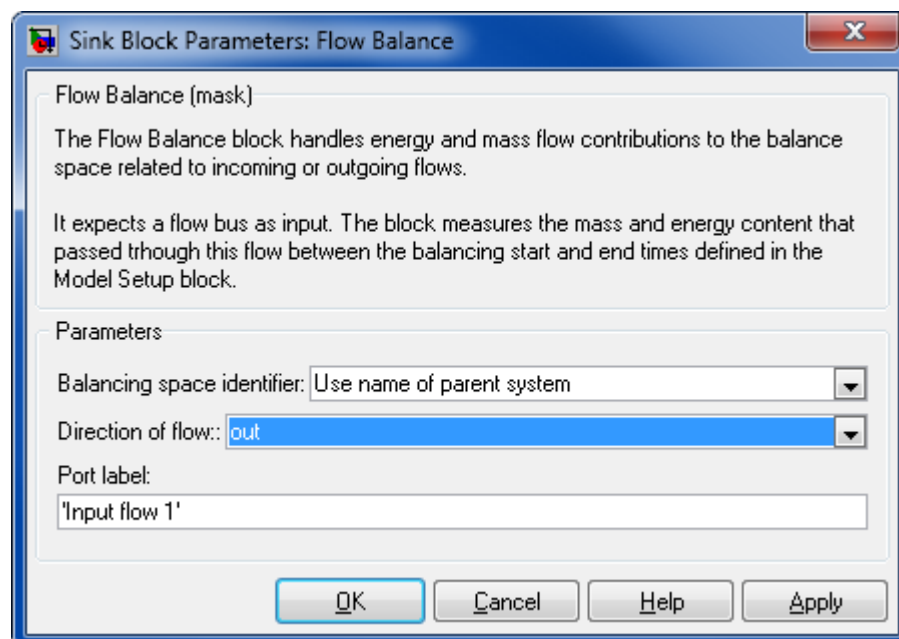 Sink Block Parameters: Flow Balance
Flow Balance (mask)
The Flow Balance block handles energy and mass flow contributions to the balance
space related to incoming or outgoing flows.
It expects a flow bus as input. The block measures the mass and energy content that
passed trhough this flow between the balancing start and end times defined in the
Model Setup block.
Parameters
Balancing space identifier: Use name of parent system
Direction of flow:: out
Port label:
'Input flow 1'
OK Cancel Help Apply